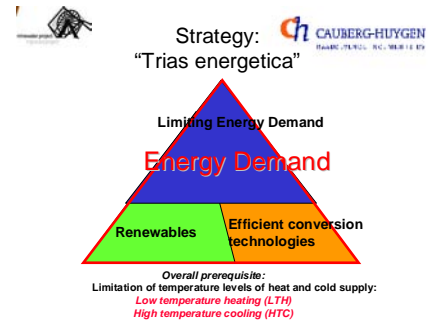 Strategy:
“Trias energetica”
CAUBERG-HUYGEN
Limiting Energy Demand
Energy Demand
Renewables
Efficient conversion
technologies
Overall prerequisite:
Limitation of temperature levels of heat and cold supply:
Low temperature heating (LTH)
High temperature cooling (HTC)